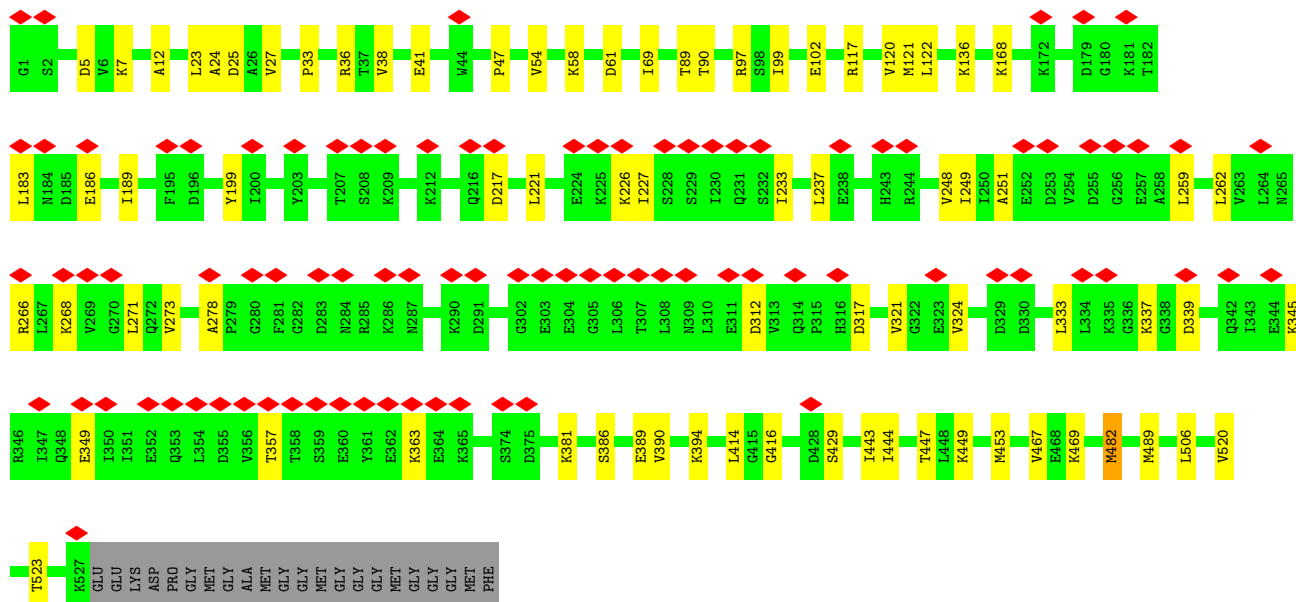 G1 S2 D5 V6 K7 A12 L23 A24 D25 A26 V27 P33 R36 T37 V38 E41 W44 P47 V54 K58 D61 I69 T89 T90 R97 S98 I99 E102 R117 V120 M121 L122 K136 K168 K172 D179 G180 K181 T182
L183 N184 D185 E186 I189 F195 D196 Y199 I200 Y203 T207 S208 K209 K212 Q216 D217 L221 E224 K225 K226 I227 S228 S229 I230 Q231 S232 I233 L237 E238 H243 R244 V248 I249 I250 A251 E252 D253 V254 D255 G256 E257 A258 L259 L262 V263 L264 N265
R266 L267 K268 V269 G270 L271 Q272 V273 A278 P279 G280 F281 G282 D283 N284 R285 K286 N287 K290 D291 G302 E303 E304 G305 L306 T307 L308 N309 L310 E311 D312 V313 Q314 P315 H316 D317 V321 G322 E323 V324 D329 D330 L333 L334 K335 G336 K337 G338 D339 Q342 I343 E344 K345
R346 I347 Q348 E349 I350 I351 E352 Q353 L354 D355 V356 T357 T358 S359 E360 Y361 E362 K363 E364 K365 S374 D375 K381 S386 E389 V390 K394 L414 G415 G416 D428 S429 I443 I444 T447 L448 K449 M453 V467 E468 K469 M482 M489 L506 V520
T523 K527 GLU GLU LYS ASP PRO GLY MET GLY ALA MET GLY GLY MET GLY GLY GLY MET GLY GLY GLY MET PHE